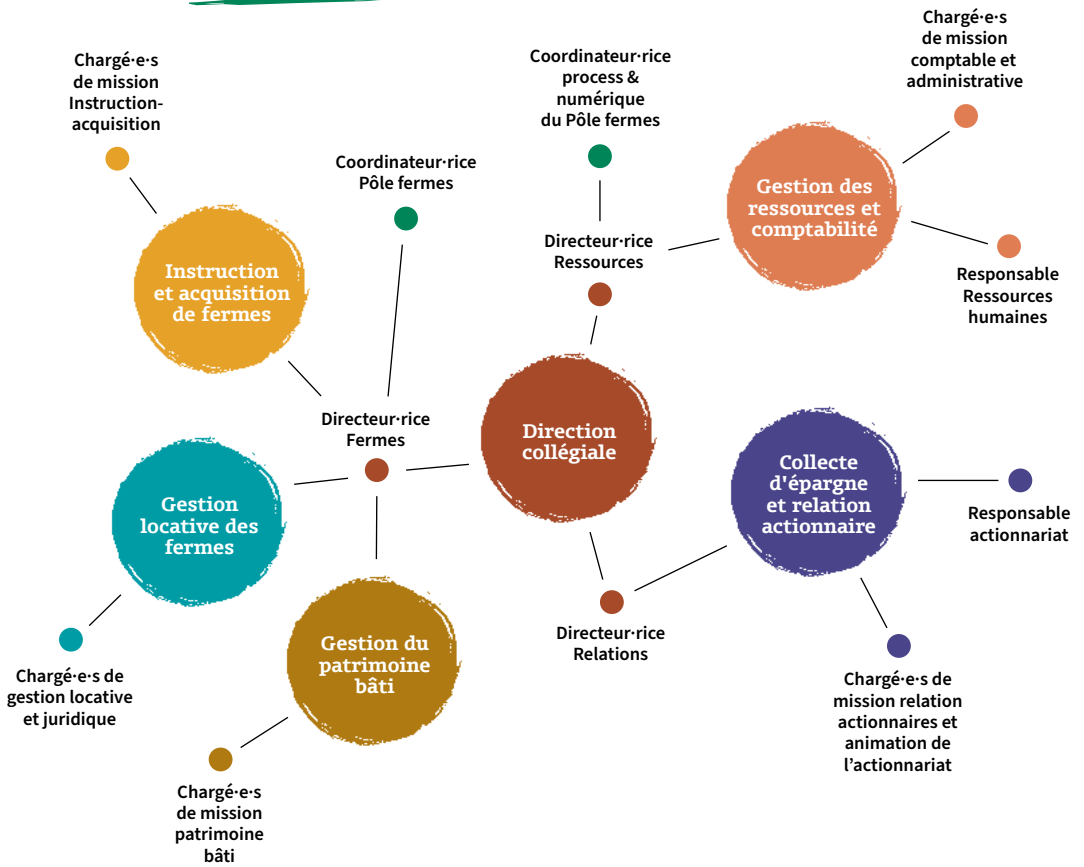 Chargé·e·s
de mission
comptable et
administrative
Chargé·e·s
de mission
Instruction-
acquisition
Coordinateur·rice
process &
numérique
du Pôle fermes
Coordinateur·rice
Pôle fermes
Gestion des
ressources et
comptabilité
Directeur·rice
Ressources
Instruction
et acquisition
de fermes
Responsable
Ressources
humaines
Directeur·rice
Fermes
Direction
collégiale
Collecte
d'épargne
et relation
actionnaire
Gestion
locative des
fermes
Responsable
actionnariat
Directeur·rice
Relations
Gestion du
patrimoine
bâti
Chargé·e·s de
gestion locative
et juridique
Chargé·e·s de
mission relation
actionnaires et
animation de
l’actionnariat
Chargé·e·s
de mission
patrimoine
bâti